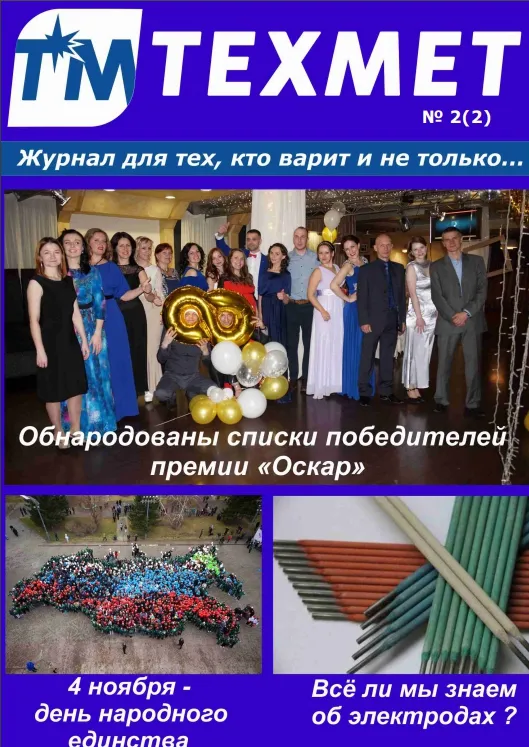 ТМ ТЕХМЕТ
№ 2(2)
Журнал для тех, кто варит и не только...
Обнародованы списки победителей
премии «Оскар»
4 ноября -
день народного
единства
Всё ли мы знаем
об электродах ?